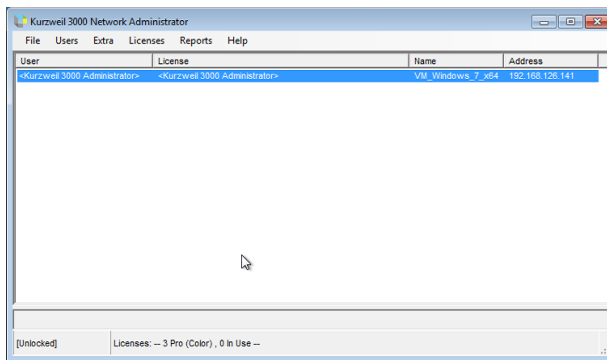 Kurzweil 3000 Network Administrator
File Users Extra Licenses Reports Help
User License Name Address
<Kurzweil 3000 Administrator> <Kurzweil 3000 Administrator> VM_Windows_7_x64 192.168.126.141
[Unlocked] Licenses: -- 3 Pro (Color) , 0 In Use --